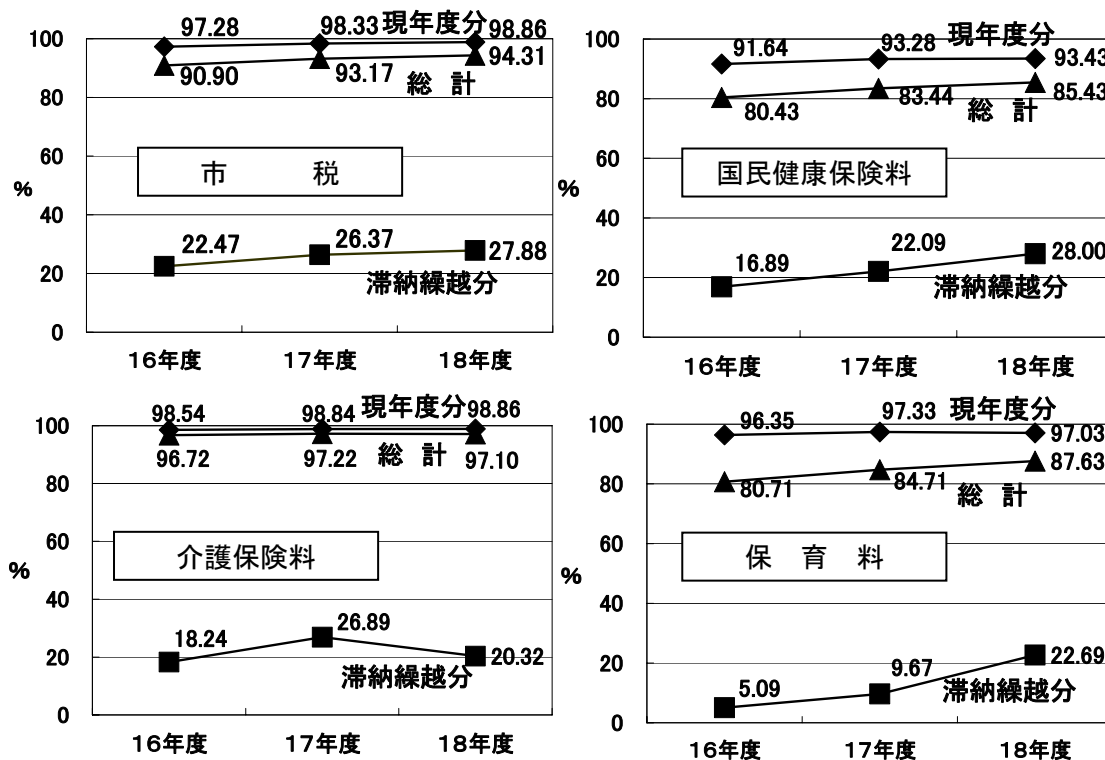 97.28
98.33
現年度分
98.86
100
90.90
93.17
94.31
総 計
80
60
市 税
%
40
22.47
26.37
27.88
滞納繰越分
20
0
16年度
17年度
18年度
91.64
93.28
現年度分
93.43
100
80.43
83.44
85.43
総 計
80
60
国民健康保険料
%
40
16.89
22.09
28.00
滞納繰越分
20
0
16年度
17年度
18年度
98.54
98.84
現年度分
98.86
100
96.72
97.22
総 計
97.10
80
60
介護保険料
%
40
18.24
26.89
20.32
滞納繰越分
20
0
16年度
17年度
18年度
96.35
97.33
現年度分
97.03
100
80.71
84.71
87.63
総 計
80
60
保 育 料
%
40
5.09
9.67
22.69
滞納繰越分
20
0
16年度
17年度
18年度